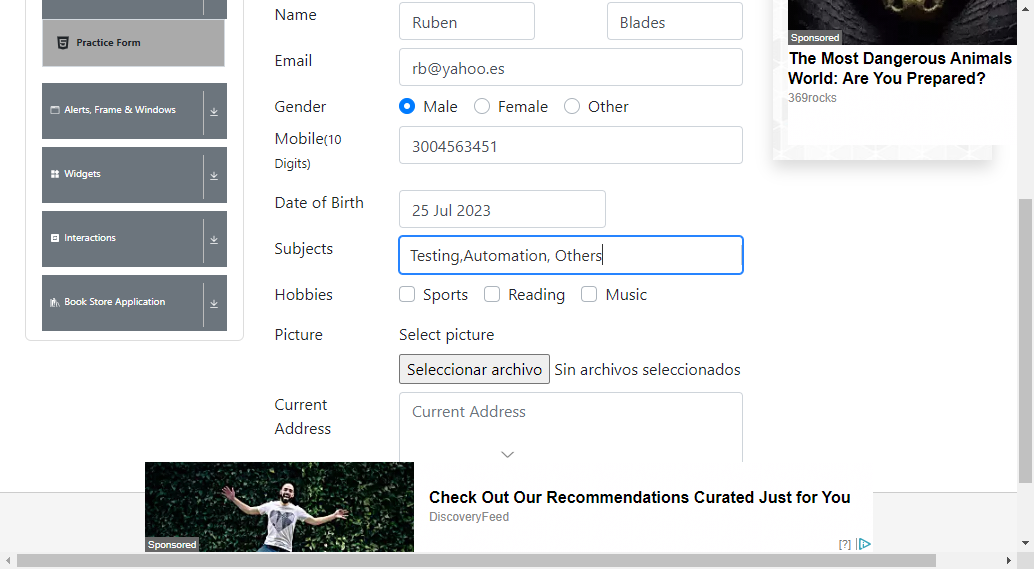 Practice Form
Alerts, Frame & Windows
Widgets
Interactions
Book Store Application
Name
Ruben
Blades
Email
rb@yahoo.es
Gender
Male
Female
Other
Mobile(10
Digits)
3004563451
Date of Birth
25 Jul 2023
Subjects
Testing,Automation, Others
Hobbies
Sports
Reading
Music
Picture
Select picture
Seleccionar archivo
Sin archivos seleccionados
Current
Address
Current Address
Sponsored
The Most Dangerous Animals
World: Are You Prepared?
369rocks
Sponsored
Check Out Our Recommendations Curated Just for You
DiscoveryFeed
[?]